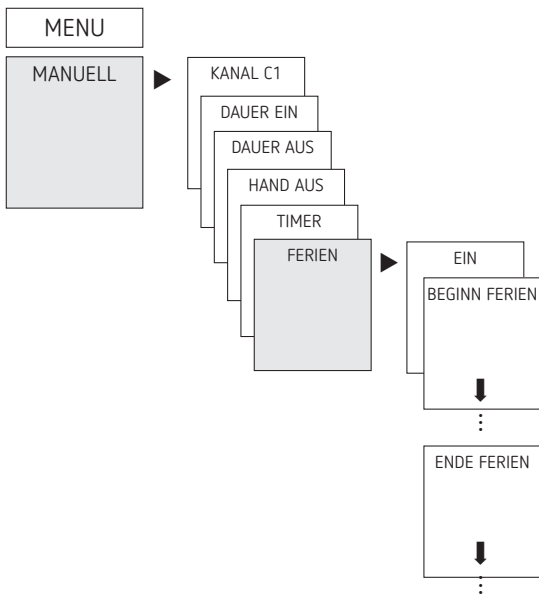 MENU
MANUELL
KANAL C1
DAUER EIN
DAUER AUS
HAND AUS
TIMER
FERIEN
EIN
BEGINN FERIEN
ENDE FERIEN